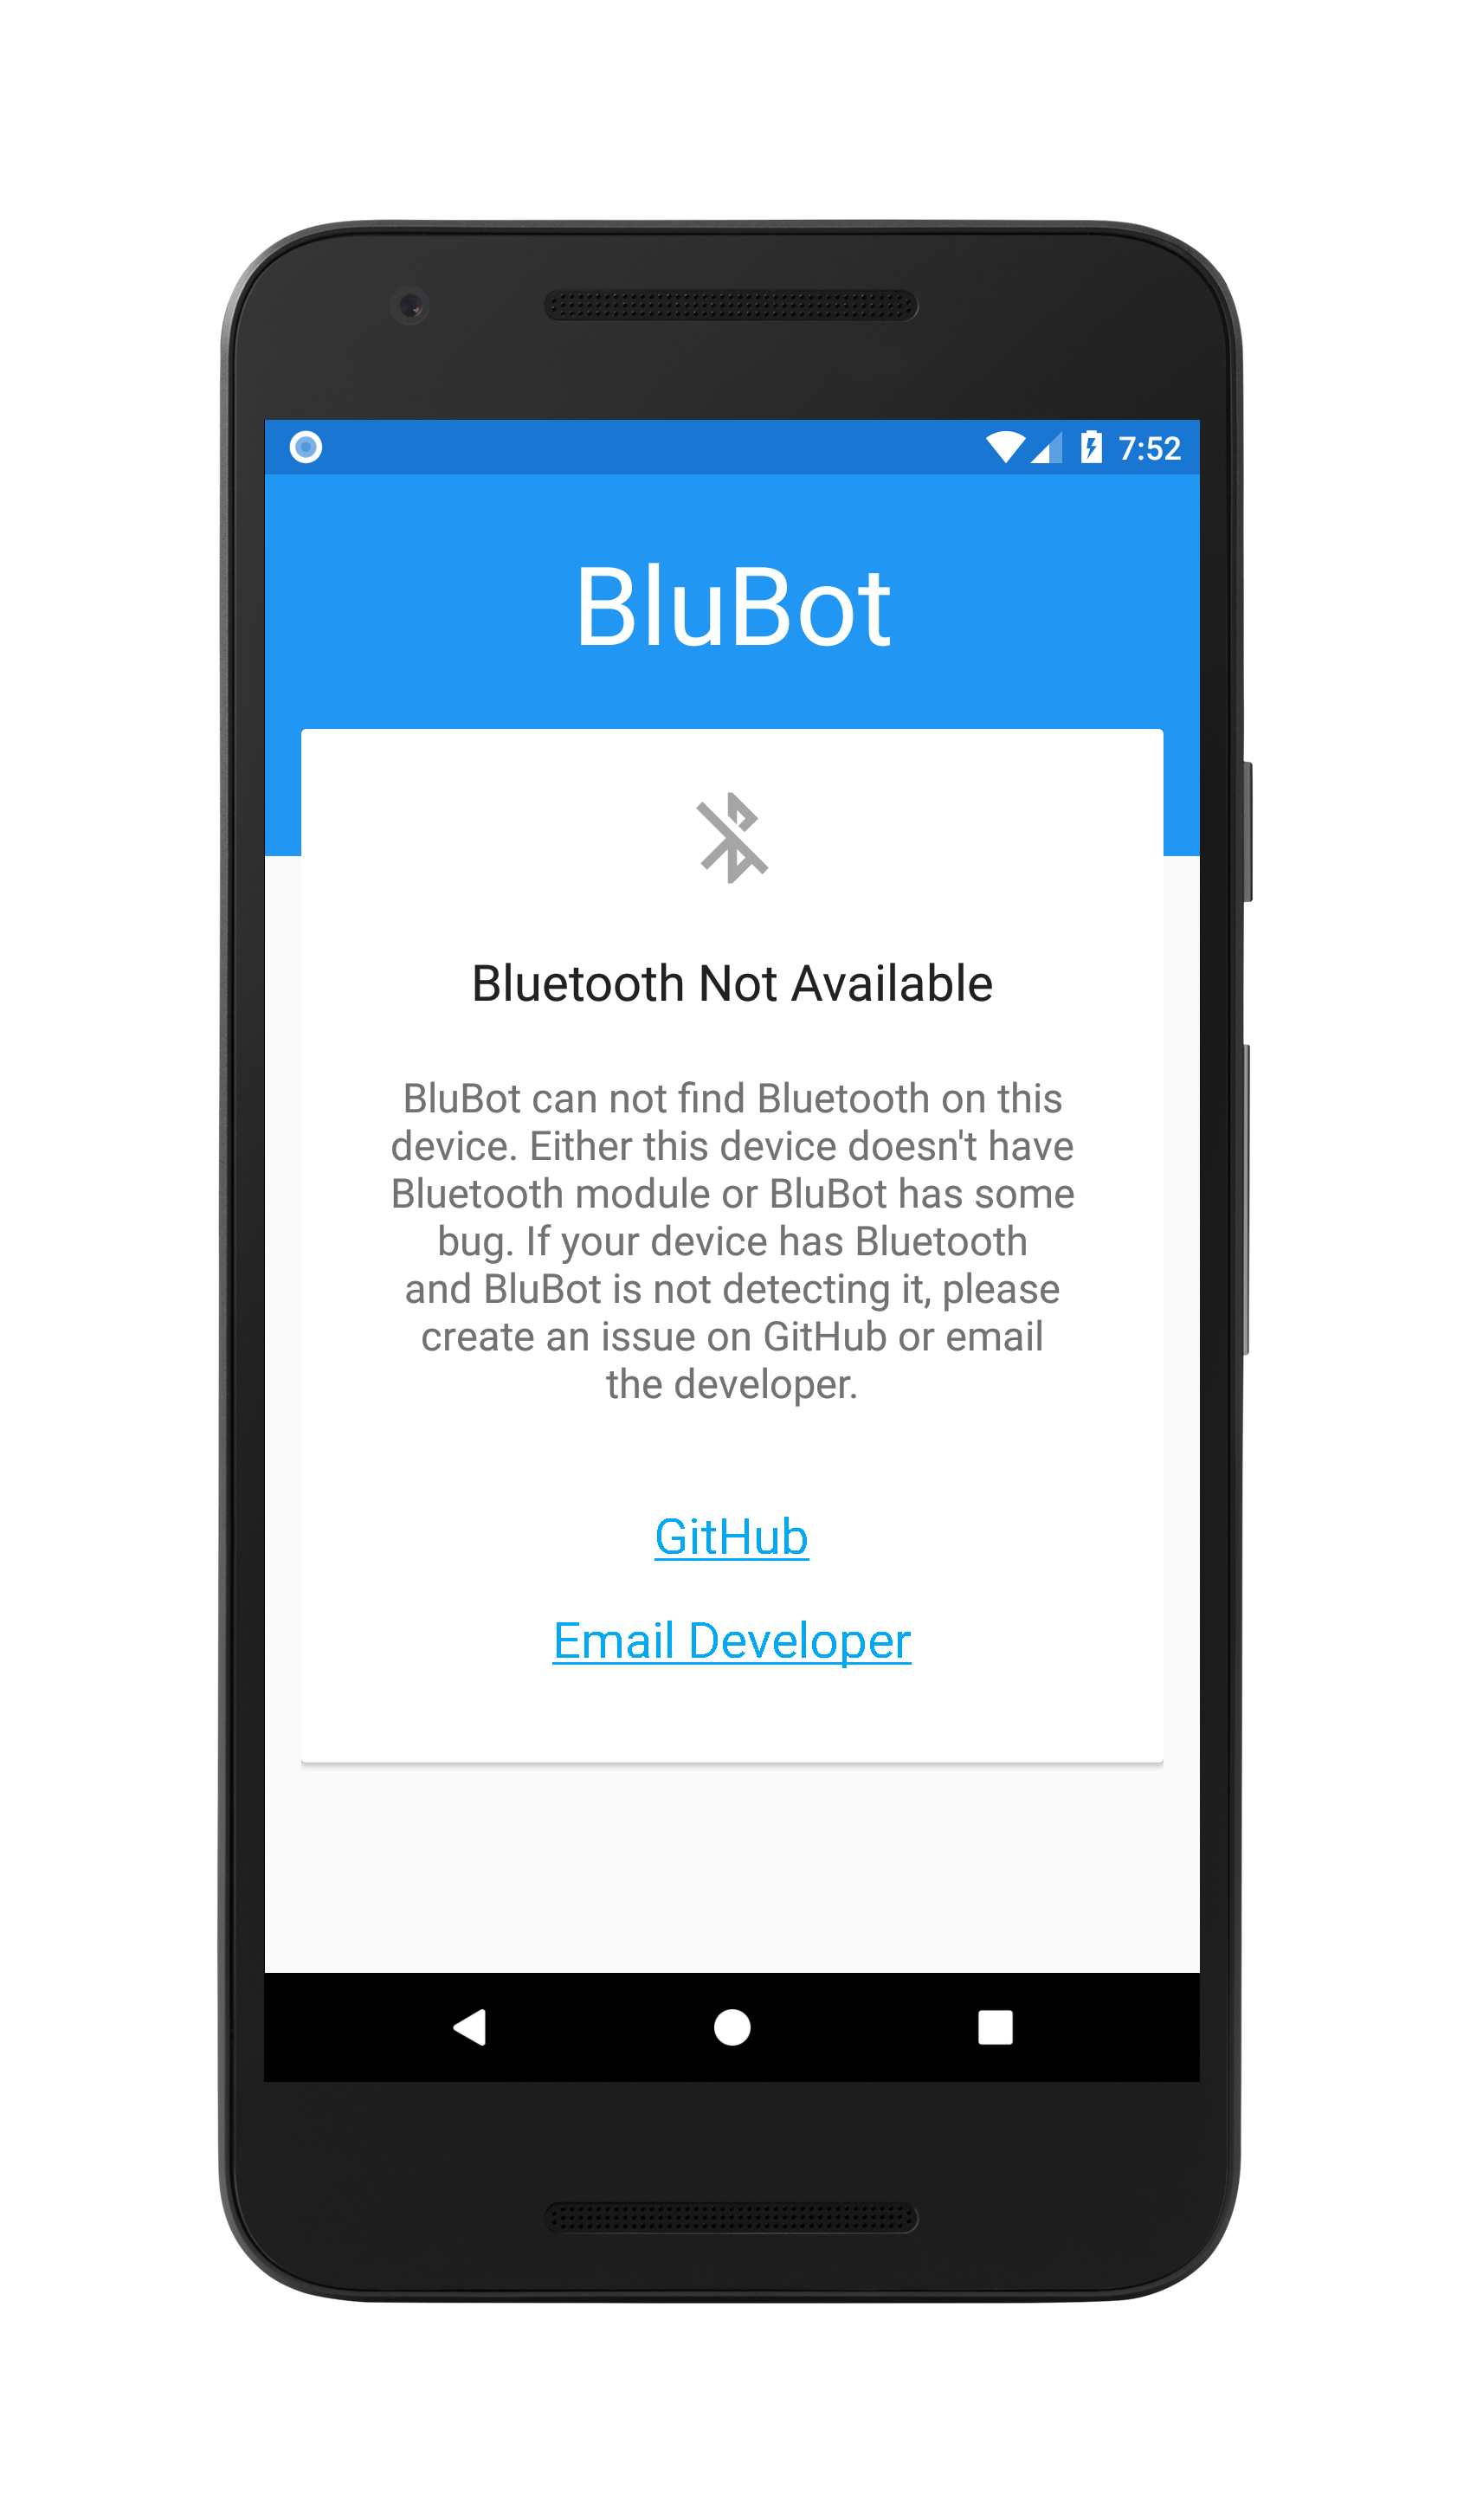 7:52
BluBot
Bluetooth Not Available
BluBot can not find Bluetooth on this
device. Either this device doesn't have
Bluetooth module or BluBot has some
bug. If your device has Bluetooth
and BluBot is not detecting it, please
create an issue on GitHub or email
the developer.
GitHub
Email Developer